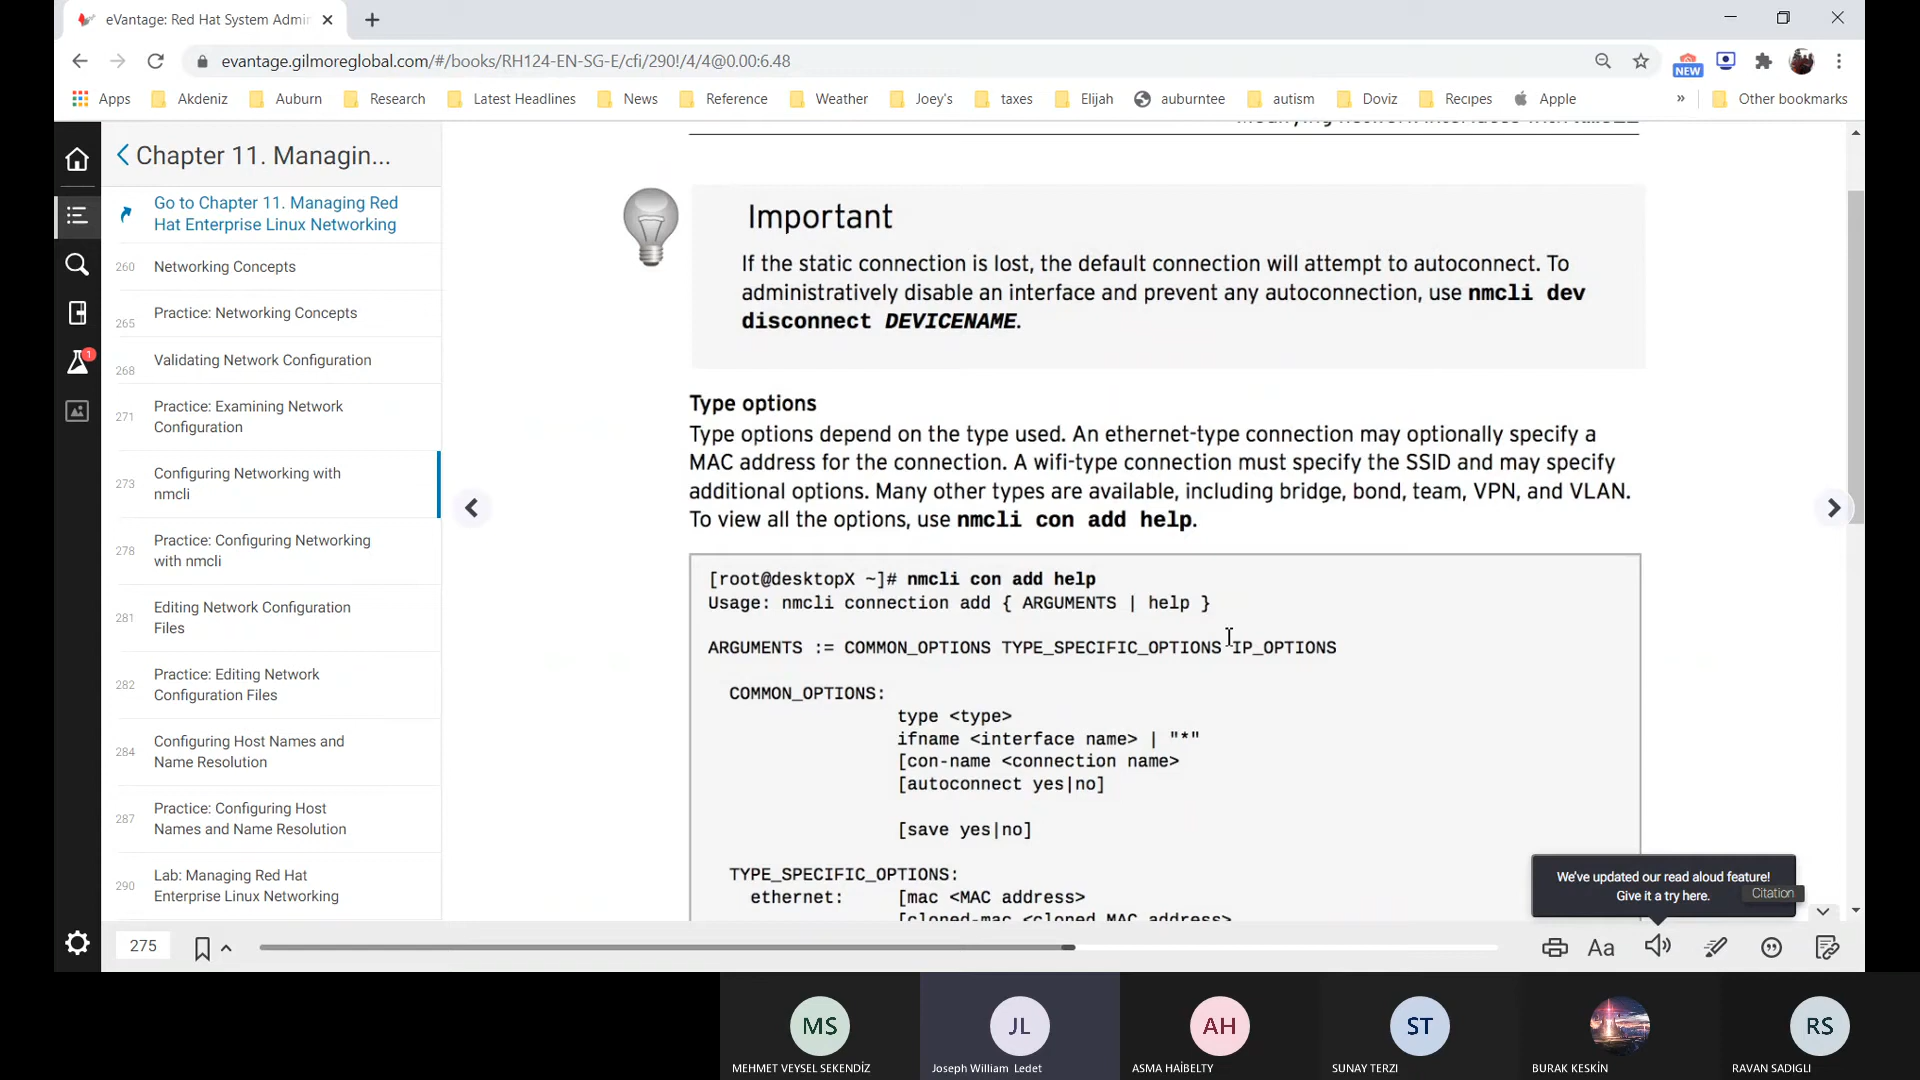 eVantage: Red Hat System Admi
evantage.gilmoreglobal.com/#/books/RH124-EN-SG-E/cfi/290!/4/4@0.00:6.48
NEW
Apps Akdeniz Auburn Research Latest Headlines News Reference Weather Joey's taxes Elijah auburntee autism Doviz Recipes Apple » Other bookmarks
Chapter 11. Managin...
Go to Chapter 11. Managing Red
Hat Enterprise Linux Networking
260 Networking Concepts
265 Practice: Networking Concepts
268 Validating Network Configuration
271 Practice: Examining Network
Configuration
273 Configuring Networking with
nmcli
278 Practice: Configuring Networking
with nmcli
281 Editing Network Configuration
Files
282 Practice: Editing Network
Configuration Files
284 Configuring Host Names and
Name Resolution
287 Practice: Configuring Host
Names and Name Resolution
290 Lab: Managing Red Hat
Enterprise Linux Networking
1
Important
If the static connection is lost, the default connection will attempt to autoconnect. To
administratively disable an interface and prevent any autoconnection, use nmcli dev
disconnect DEVICENAME.
Type options
Type options depend on the type used. An ethernet-type connection may optionally specify a
MAC address for the connection. A wifi-type connection must specify the SSID and may specify
additional options. Many other types are available, including bridge, bond, team, VPN, and VLAN.
To view all the options, use nmcli con add help.
[root@desktopX ~]# nmcli con add help
Usage: nmcli connection add { ARGUMENTS | help }
ARGUMENTS := COMMON_OPTIONS TYPE_SPECIFIC_OPTIONS IP_OPTIONS
COMMON_OPTIONS:
type <type>
ifname <interface name> | "*"
[con-name <connection name>
[autoconnect yes|no]
[save yes|no]
TYPE_SPECIFIC_OPTIONS:
ethernet: [mac <MAC address>
[cloned-mac <cloned MAC address>
We've updated our read aloud feature!
Give it a try here.
Citation
275
Aa
MS JL AH ST RS
MEHMET VEYSEL SEKENDİZ Joseph William Ledet ASMA HAİBELTY SUNAY TERZI BURAK KESKİN RAVAN SADIGLI